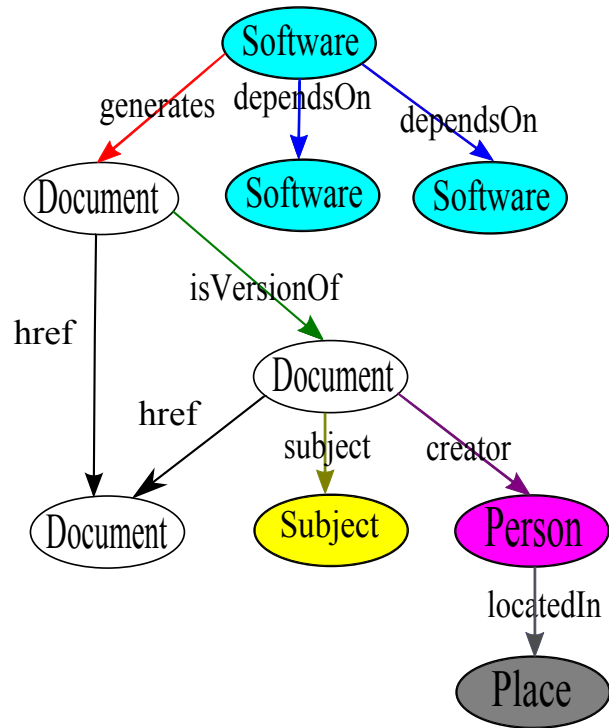 Software
generates
dependsOn
dependsOn
Document
Software
Software
isVersionOf
href
Document
href
subject
creator
Document
Subject
Person
locatedIn
Place